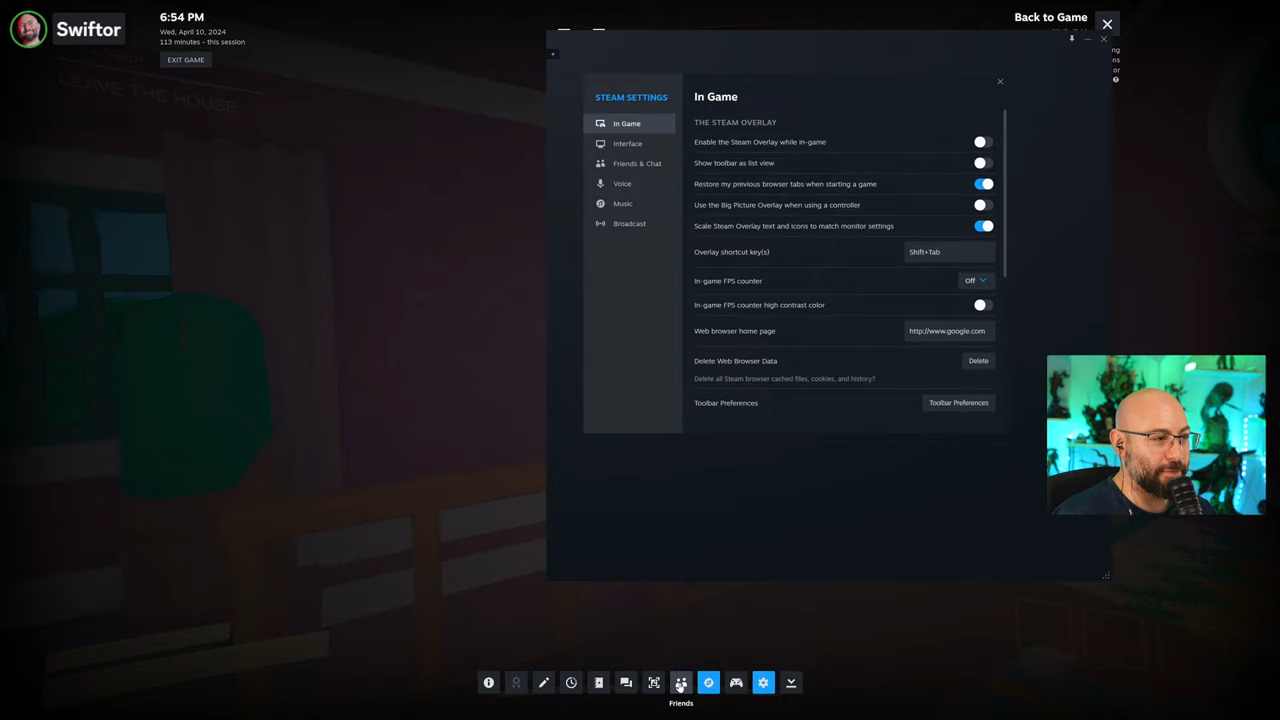 Swiftor
6:54 PM
Wed, April 10, 2024
113 minutes - this session
EXIT GAME
LEAVE THE HOUSE
Back to Game
STEAM SETTINGS
In Game
Interface
Friends & Chat
Voice
Music
Broadcast
In Game
THE STEAM OVERLAY
Enable the Steam Overlay while in-game
Show toolbar as list view
Restore my previous browser tabs when starting a game
Use the Big Picture Overlay when using a controller
Scale Steam Overlay text and icons to match monitor settings
Overlay shortcut key(s)
Shift+Tab
In-game FPS counter
Off
In-game FPS counter high contrast color
Web browser home page
http://www.google.com
Delete Web Browser Data
Delete
Delete all Steam browser cached files, cookies, and history?
Toolbar Preferences
Toolbar Preferences
Friends